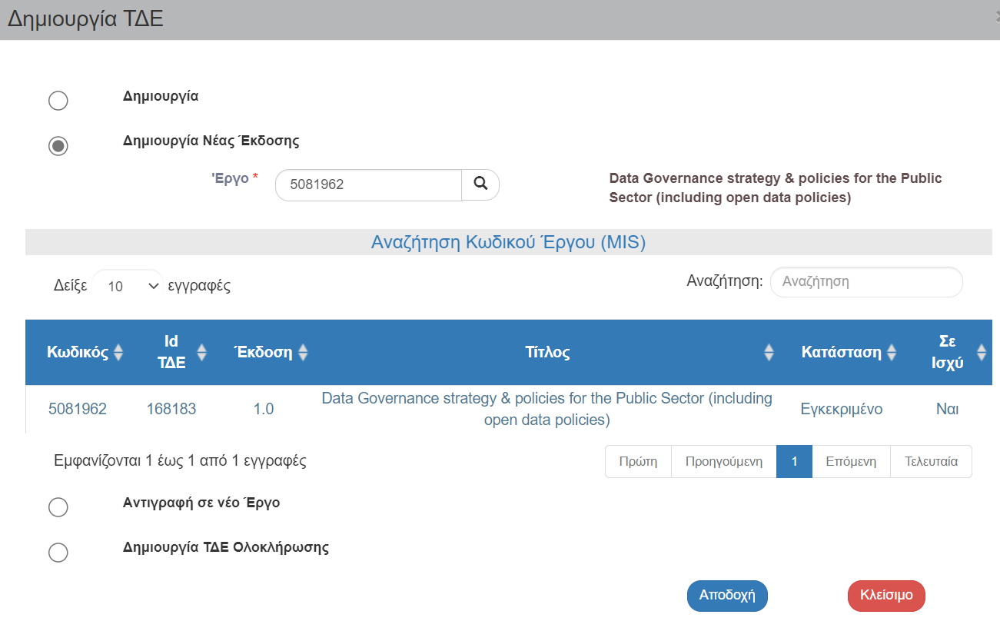 Δημιουργία ΤΔΕ
Δημιουργία
Δημιουργία Νέας Έκδοσης
'Εργο *
5081962
Data Governance strategy & policies for the Public
Sector (including open data policies)
Αναζήτηση Κωδικού Έργου (MIS)
Δείξε 10 εγγραφές
Αναζήτηση: Αναζήτηση
Κωδικός Id ΤΔΕ Έκδοση Τίτλος Κατάσταση Σε Ισχύ
5081962 168183 1.0 Data Governance strategy & policies for the Public Sector (including
open data policies) Εγκεκριμένο Ναι
Εμφανίζονται 1 έως 1 από 1 εγγραφές
Πρώτη Προηγούμενη 1 Επόμενη Τελευταία
Αντιγραφή σε νέο Έργο
Δημιουργία ΤΔΕ Ολοκλήρωσης
Αποδοχή Κλείσιμο